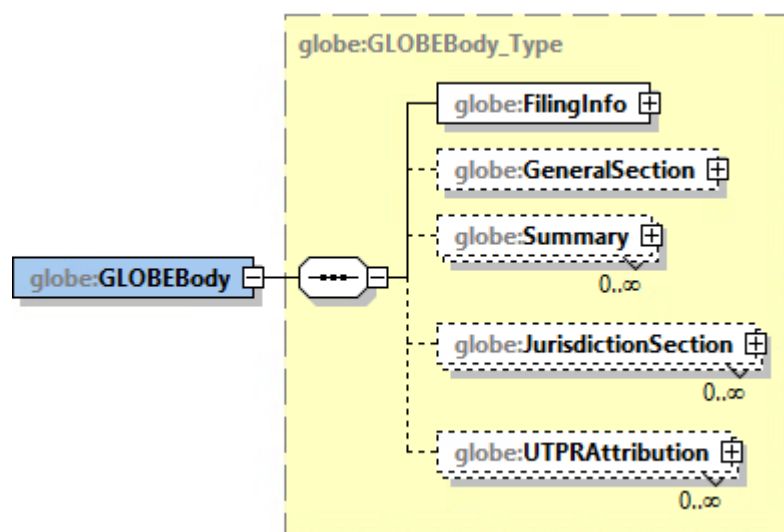 globe:GLOBEBody_Type
globe:FilingInfo
globe:GeneralSection
globe:Summary
0..∞
globe:GLOBEBody
globe:JurisdictionSection
0..∞
globe:UTPRAttribution
0..∞